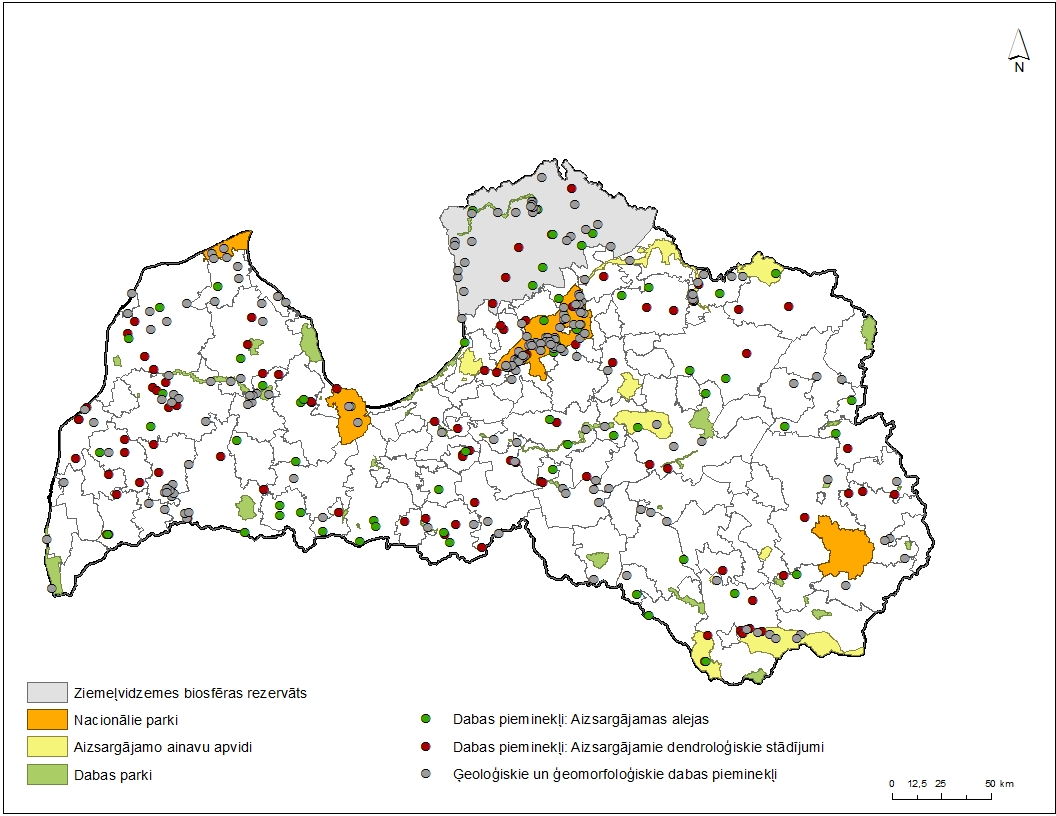 N
Ziemeļvidzemes biosfēras rezervāts
Nacionālie parki
Aizsargājamo ainavu apvidi
Dabas parki
Dabas pieminekļi: Aizsargājamas alejas
Dabas pieminekļi: Aizsargājamie dendroloģiskie stādījumi
Ģeoloģiskie un ģeomorfoloģiskie dabas pieminekļi
0 12,5 25 50 km